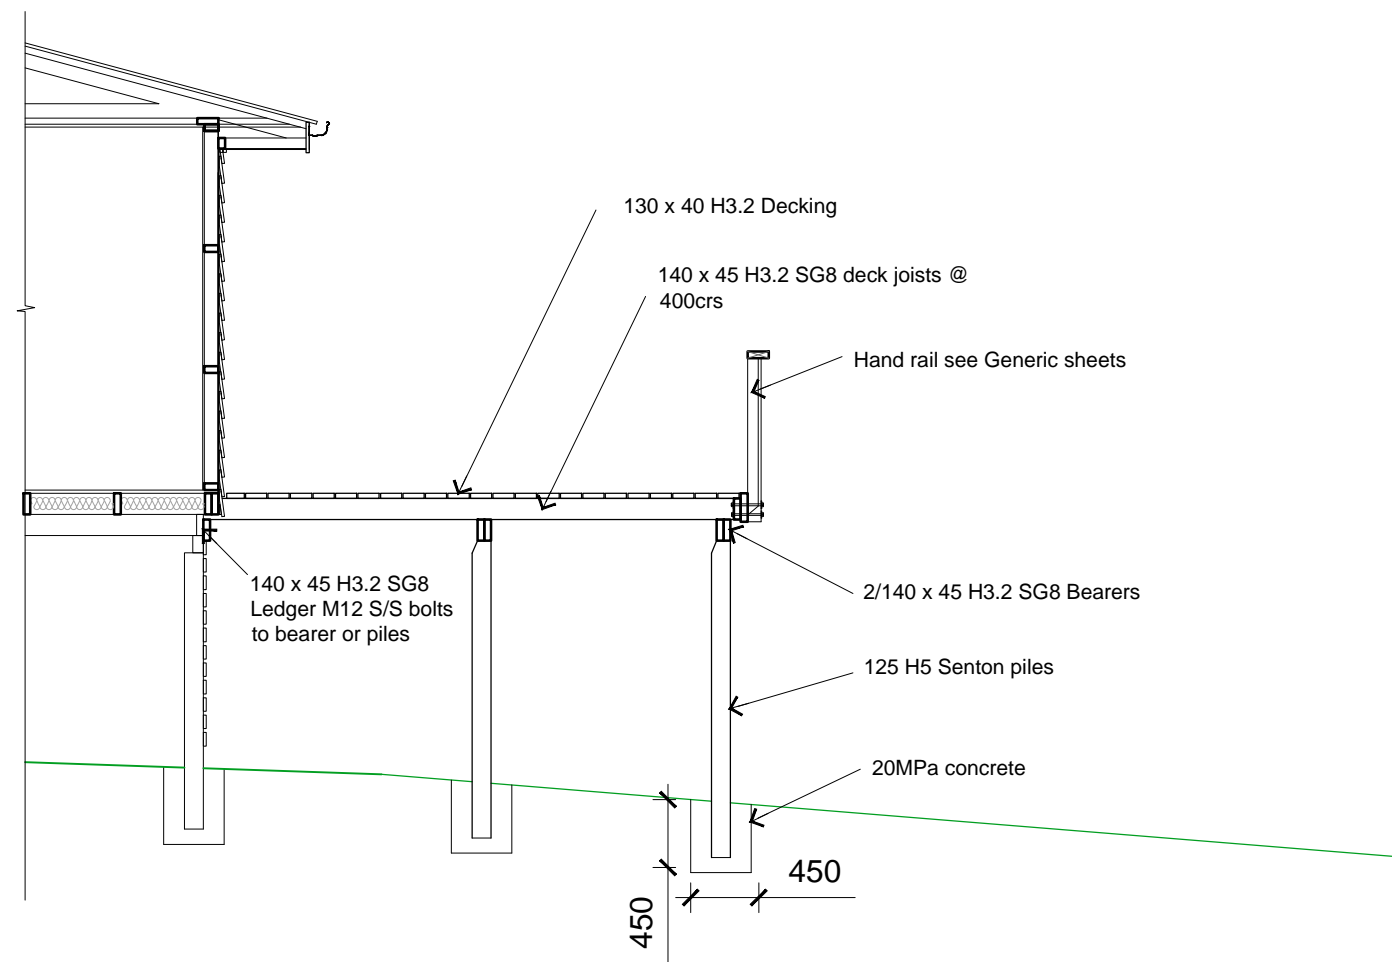 130 x 40 H3.2 Decking
140 x 45 H3.2 SG8 deck joists @
400crs
Hand rail see Generic sheets
140 x 45 H3.2 SG8
Ledger M12 S/S bolts
to bearer or piles
2/140 x 45 H3.2 SG8 Bearers
125 H5 Senton piles
20MPa concrete
450
450